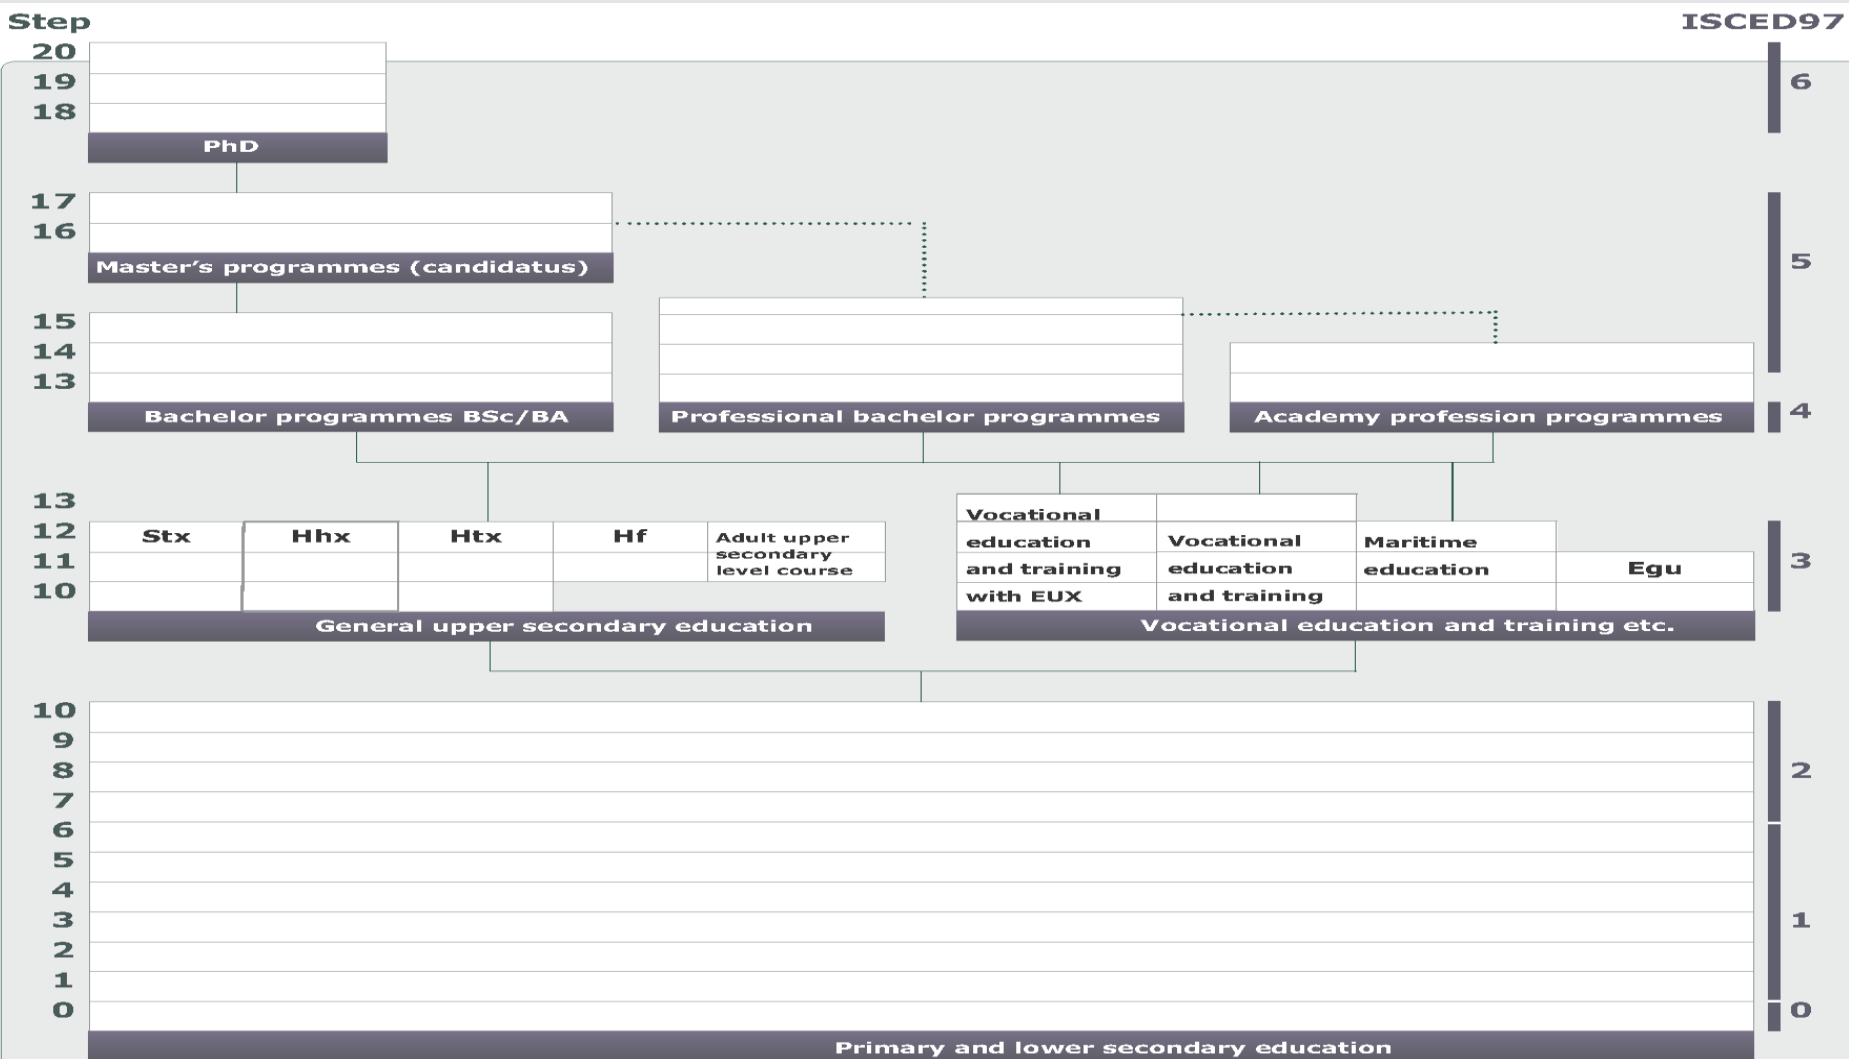 Step
ISCED97
20
19
6
18
PhD
17
16
5
Master's programmes (candidatus)
15
14
13
Bachelor programmes BSc/BA
Professional bachelor programmes
Academy profession programmes
4
13
12
11
10
Stx
Hhx
Htx
Hf
Adult upper
secondary
level course
Vocational
education
and training
with EUX
Vocational
education
and training
Maritime
education
Egu
3
General upper secondary education
Vocational education and training etc.
10
9
8
2
7
6
5
4
3
1
2
1
0
0
Primary and lower secondary education